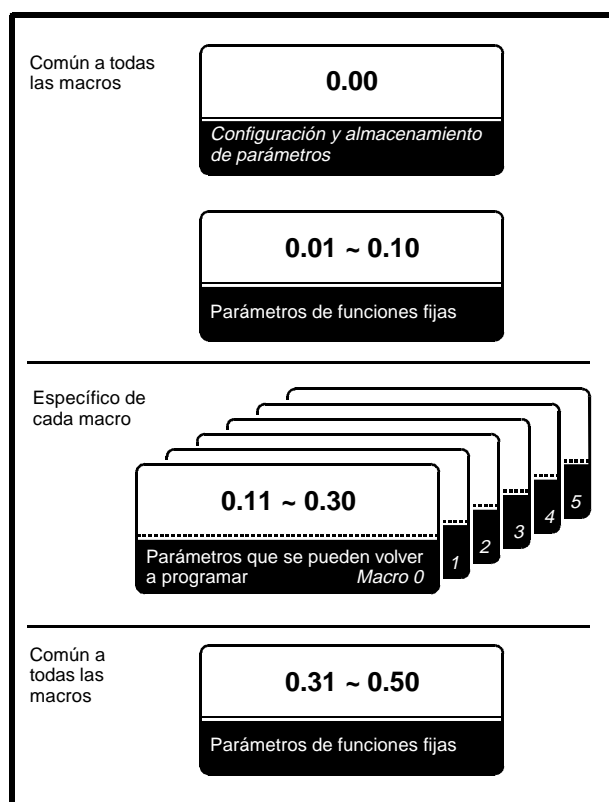 Común a todas
las macros
0.00
Configuración y almacenamiento
de parámetros
0.01 ~ 0.10
Parámetros de funciones fijas
Específico de
cada macro
0.11 ~ 0.30
Parámetros que se pueden volver
a programar Macro 0
1
2
3
4
5
Común a
todas las
macros
0.31 ~ 0.50
Parámetros de funciones fijas